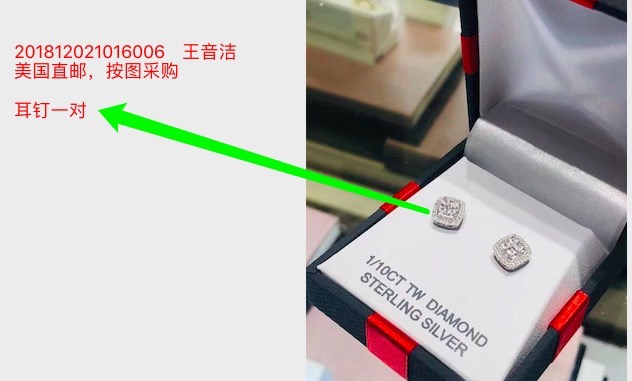 201812021016006 王音洁
美国直邮，按图采购
耳钉一对
1/10CT TW DIAMOND
STERLING SILVER